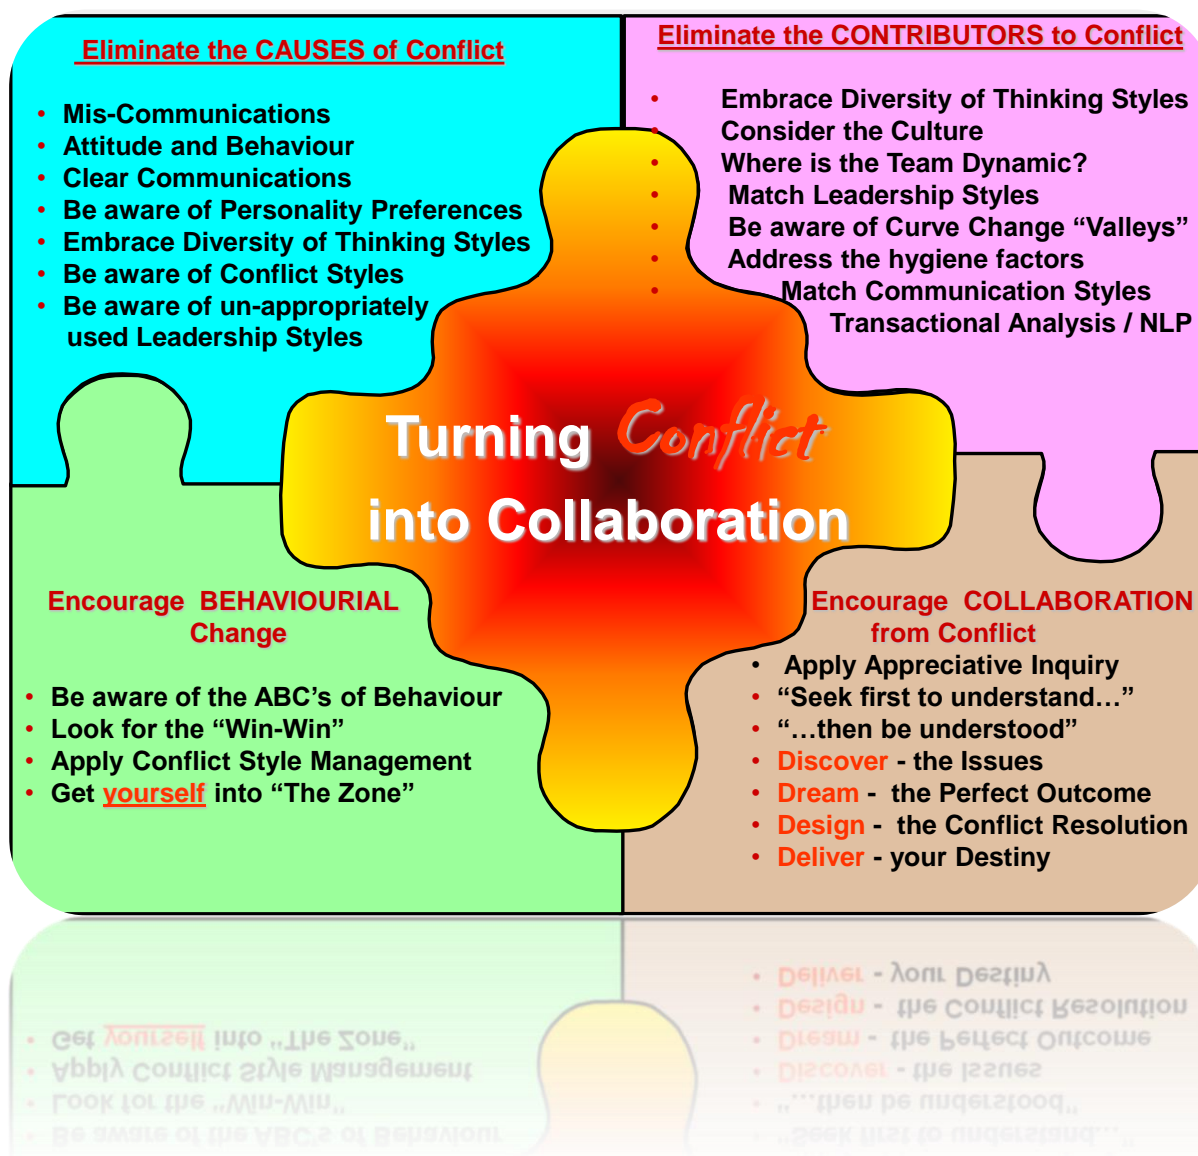 Eliminate the CAUSES of Conflict
• Mis-Communications
• Attitude and Behaviour
• Clear Communications
• Be aware of Personality Preferences
• Embrace Diversity of Thinking Styles
• Be aware of Conflict Styles
• Be aware of un-appropriately
used Leadership Styles
Eliminate the CONTRIBUTORS to Conflict
• Embrace Diversity of Thinking Styles
• Consider the Culture
• Where is the Team Dynamic?
• Match Leadership Styles
• Be aware of Curve Change “Valleys”
• Address the hygiene factors
• Match Communication Styles
Transactional Analysis / NLP
Turning Conflict
into Collaboration
Encourage BEHAVIOURIAL
Change
• Be aware of the ABC’s of Behaviour
• Look for the “Win-Win”
• Apply Conflict Style Management
• Get yourself into “The Zone”
Encourage COLLABORATION
from Conflict
• Apply Appreciative Inquiry
• “Seek first to understand…”
• “…then be understood”
• Discover - the Issues
• Dream - the Perfect Outcome
• Design - the Conflict Resolution
• Deliver - your Destiny